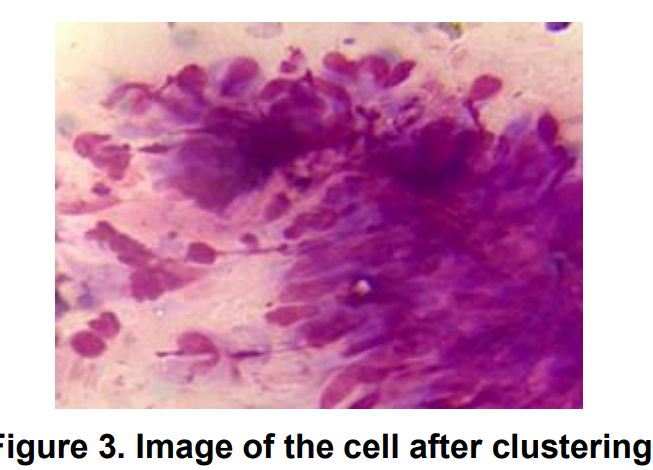 Figure 3. Image of the cell after clustering